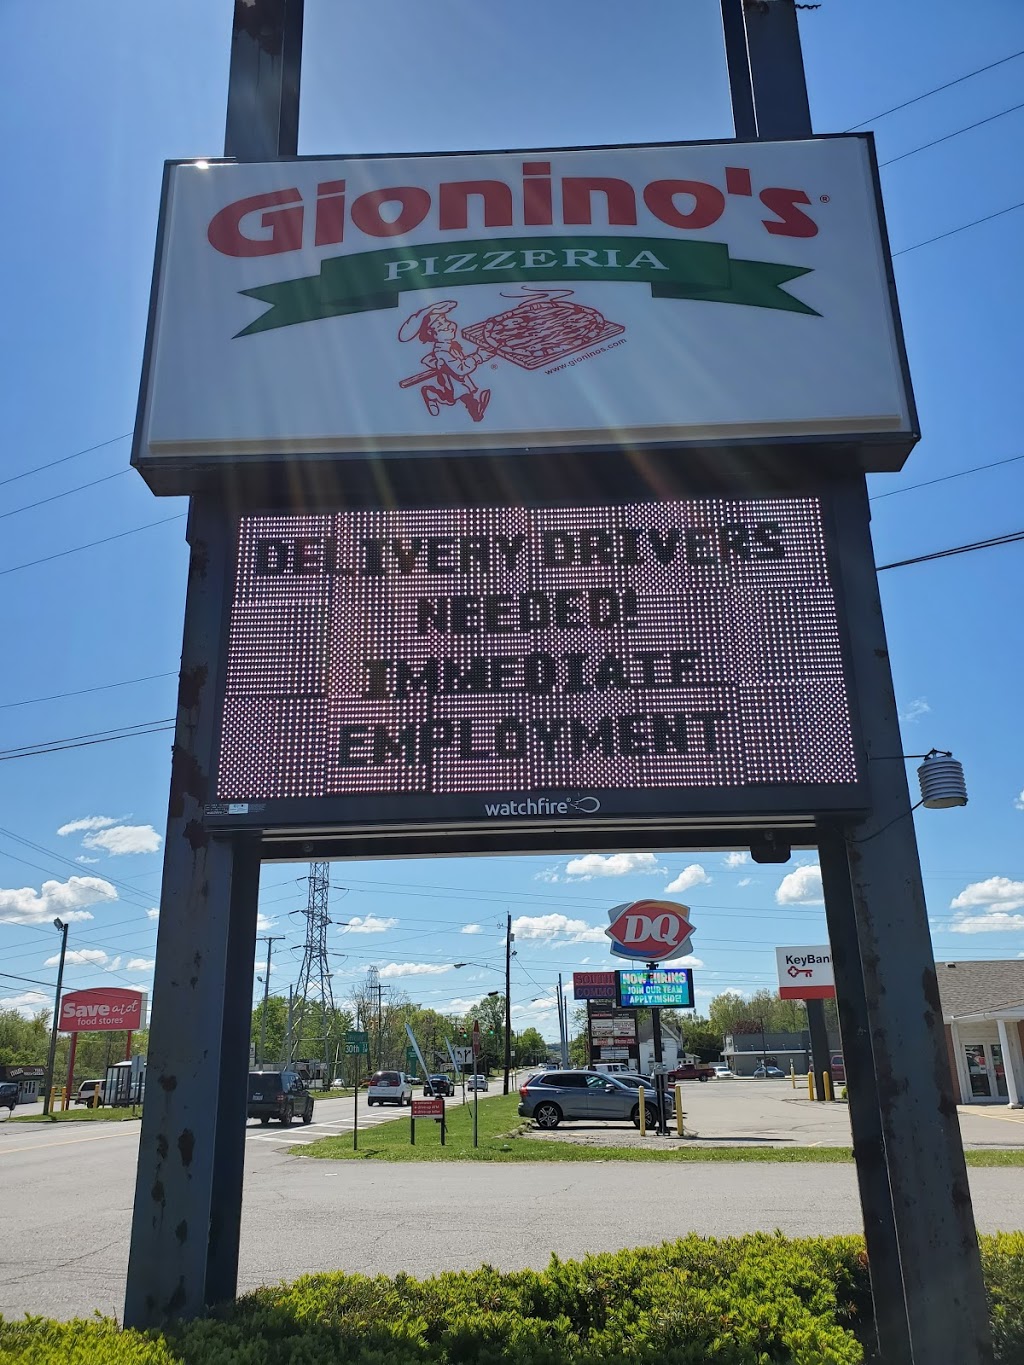 Gionino's®
PIZZERIA
®
www.gioninos.com
DELIVERY DRIVERS
NEEDED!
IMMEDIATE
EMPLOYMENT
watchfire®
DQ
KeyBank
NOW HIRING
JOIN OUR TEAM
APPLY INSIDE!
Save a lot
food stores
30th